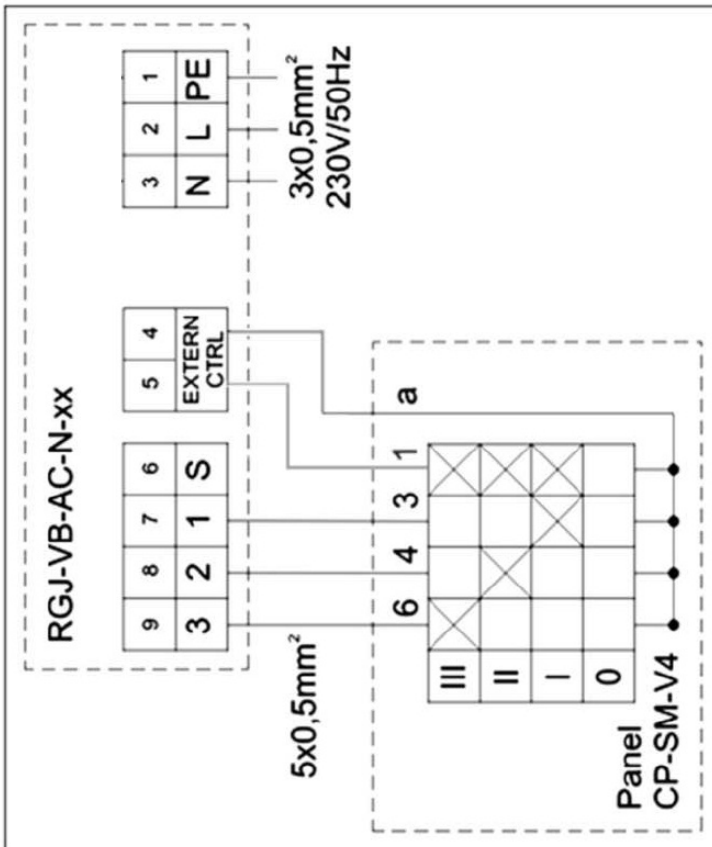 RGJ-VB-AC-N-xx
9 8 7 6 5 4 3 2 1
3 2 1 S
EXTERN
CTRL
N L PE
5x0,5mm²
3x0,5mm²
230V/50Hz
6 4 3 1 a
III
II
I
0
Panel
CP-SM-V4